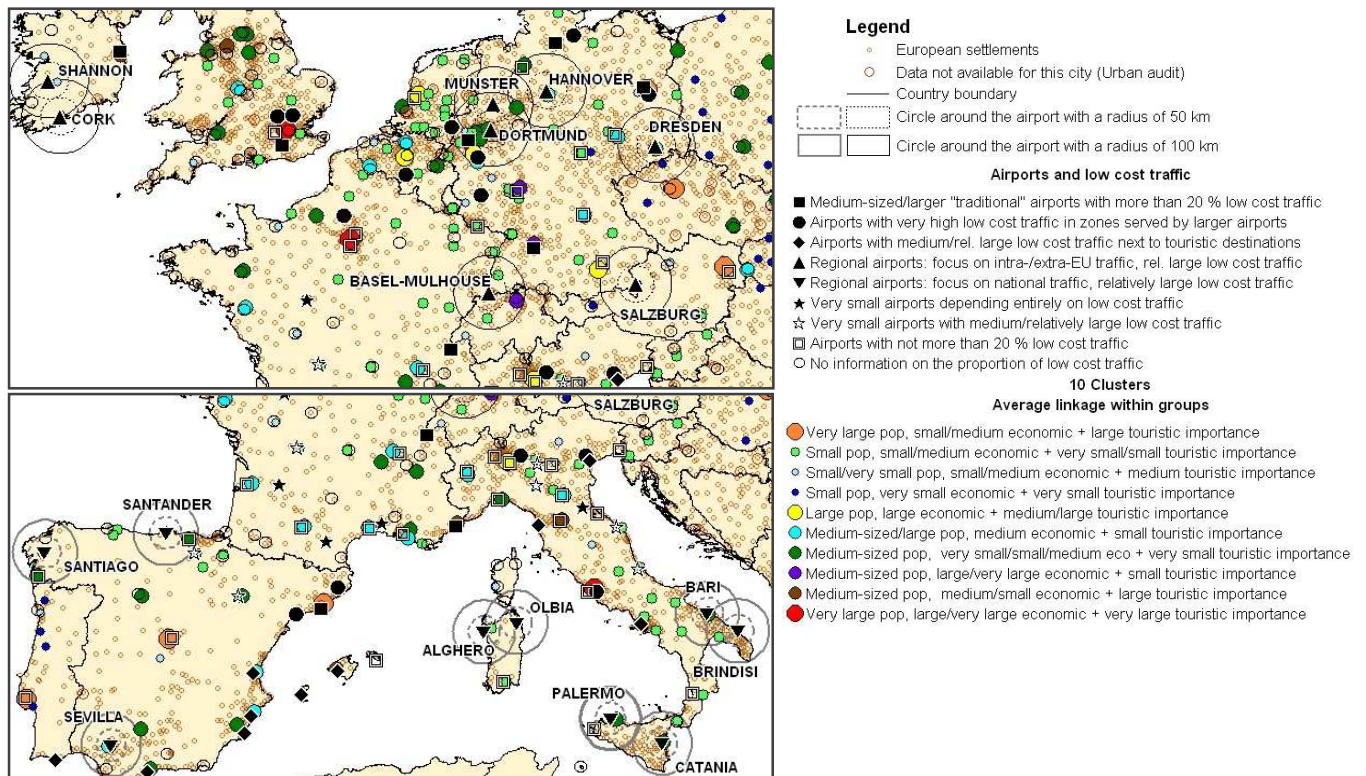 SHANNON
CORK
MUNSTER
HANNOVER
DORTMUND
DRESDEN
BASEL-MULHOUSE
SALZBURG
SALZBURG
SANTANDER
SANTIAGO
SEVILLA
ALGHERO
OLBIA
BARI
BRINDISI
PALERMO
CATANIA
Legend
European settlements
Data not available for this city (Urban audit)
Country boundary
Circle around the airport with a radius of 50 km
Circle around the airport with a radius of 100 km
Airports and low cost traffic
Medium-sized/larger "traditional" airports with more than 20 % low cost traffic
Airports with very high low cost traffic in zones served by larger airports
Airports with medium/rel. large low cost traffic next to touristic destinations
Regional airports: focus on intra-/extra-EU traffic, rel. large low cost traffic
Regional airports: focus on national traffic, relatively large low cost traffic
Very small airports depending entirely on low cost traffic
Very small airports with medium/relatively large low cost traffic
Airports with not more than 20 % low cost traffic
No information on the proportion of low cost traffic
10 Clusters
Average linkage within groups
Very large pop, small/medium economic + large touristic importance
Small pop, small/medium economic + very small/small touristic importance
Small/very small pop, small/medium economic + medium touristic importance
Small pop, very small economic + very small touristic importance
Large pop, large economic + medium/large touristic importance
Medium-sized/large pop, medium economic + small touristic importance
Medium-sized pop, very small/small/medium eco + very small touristic importance
Medium-sized pop, large/very large economic + small touristic importance
Medium-sized pop, medium/small economic + large touristic importance
Very large pop, large/very large economic + very large touristic importance